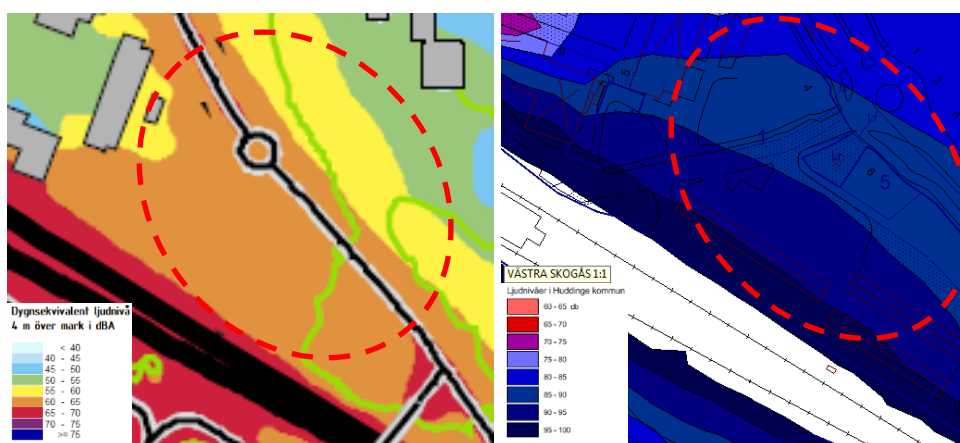 Dygnsekvivalent ljudnivå
4 m över mark i dBA
< 40
40 - 45
45 - 50
50 - 55
55 - 60
60 - 65
65 - 70
70 - 75
>= 75
VÄSTRA SKOGÅS 1:1
Ljudnivåer i Huddinge kommun
60 - 65 db
65 - 70
70 - 75
75 - 80
80 - 85
85 - 90
90 - 95
95 - 100
1
5